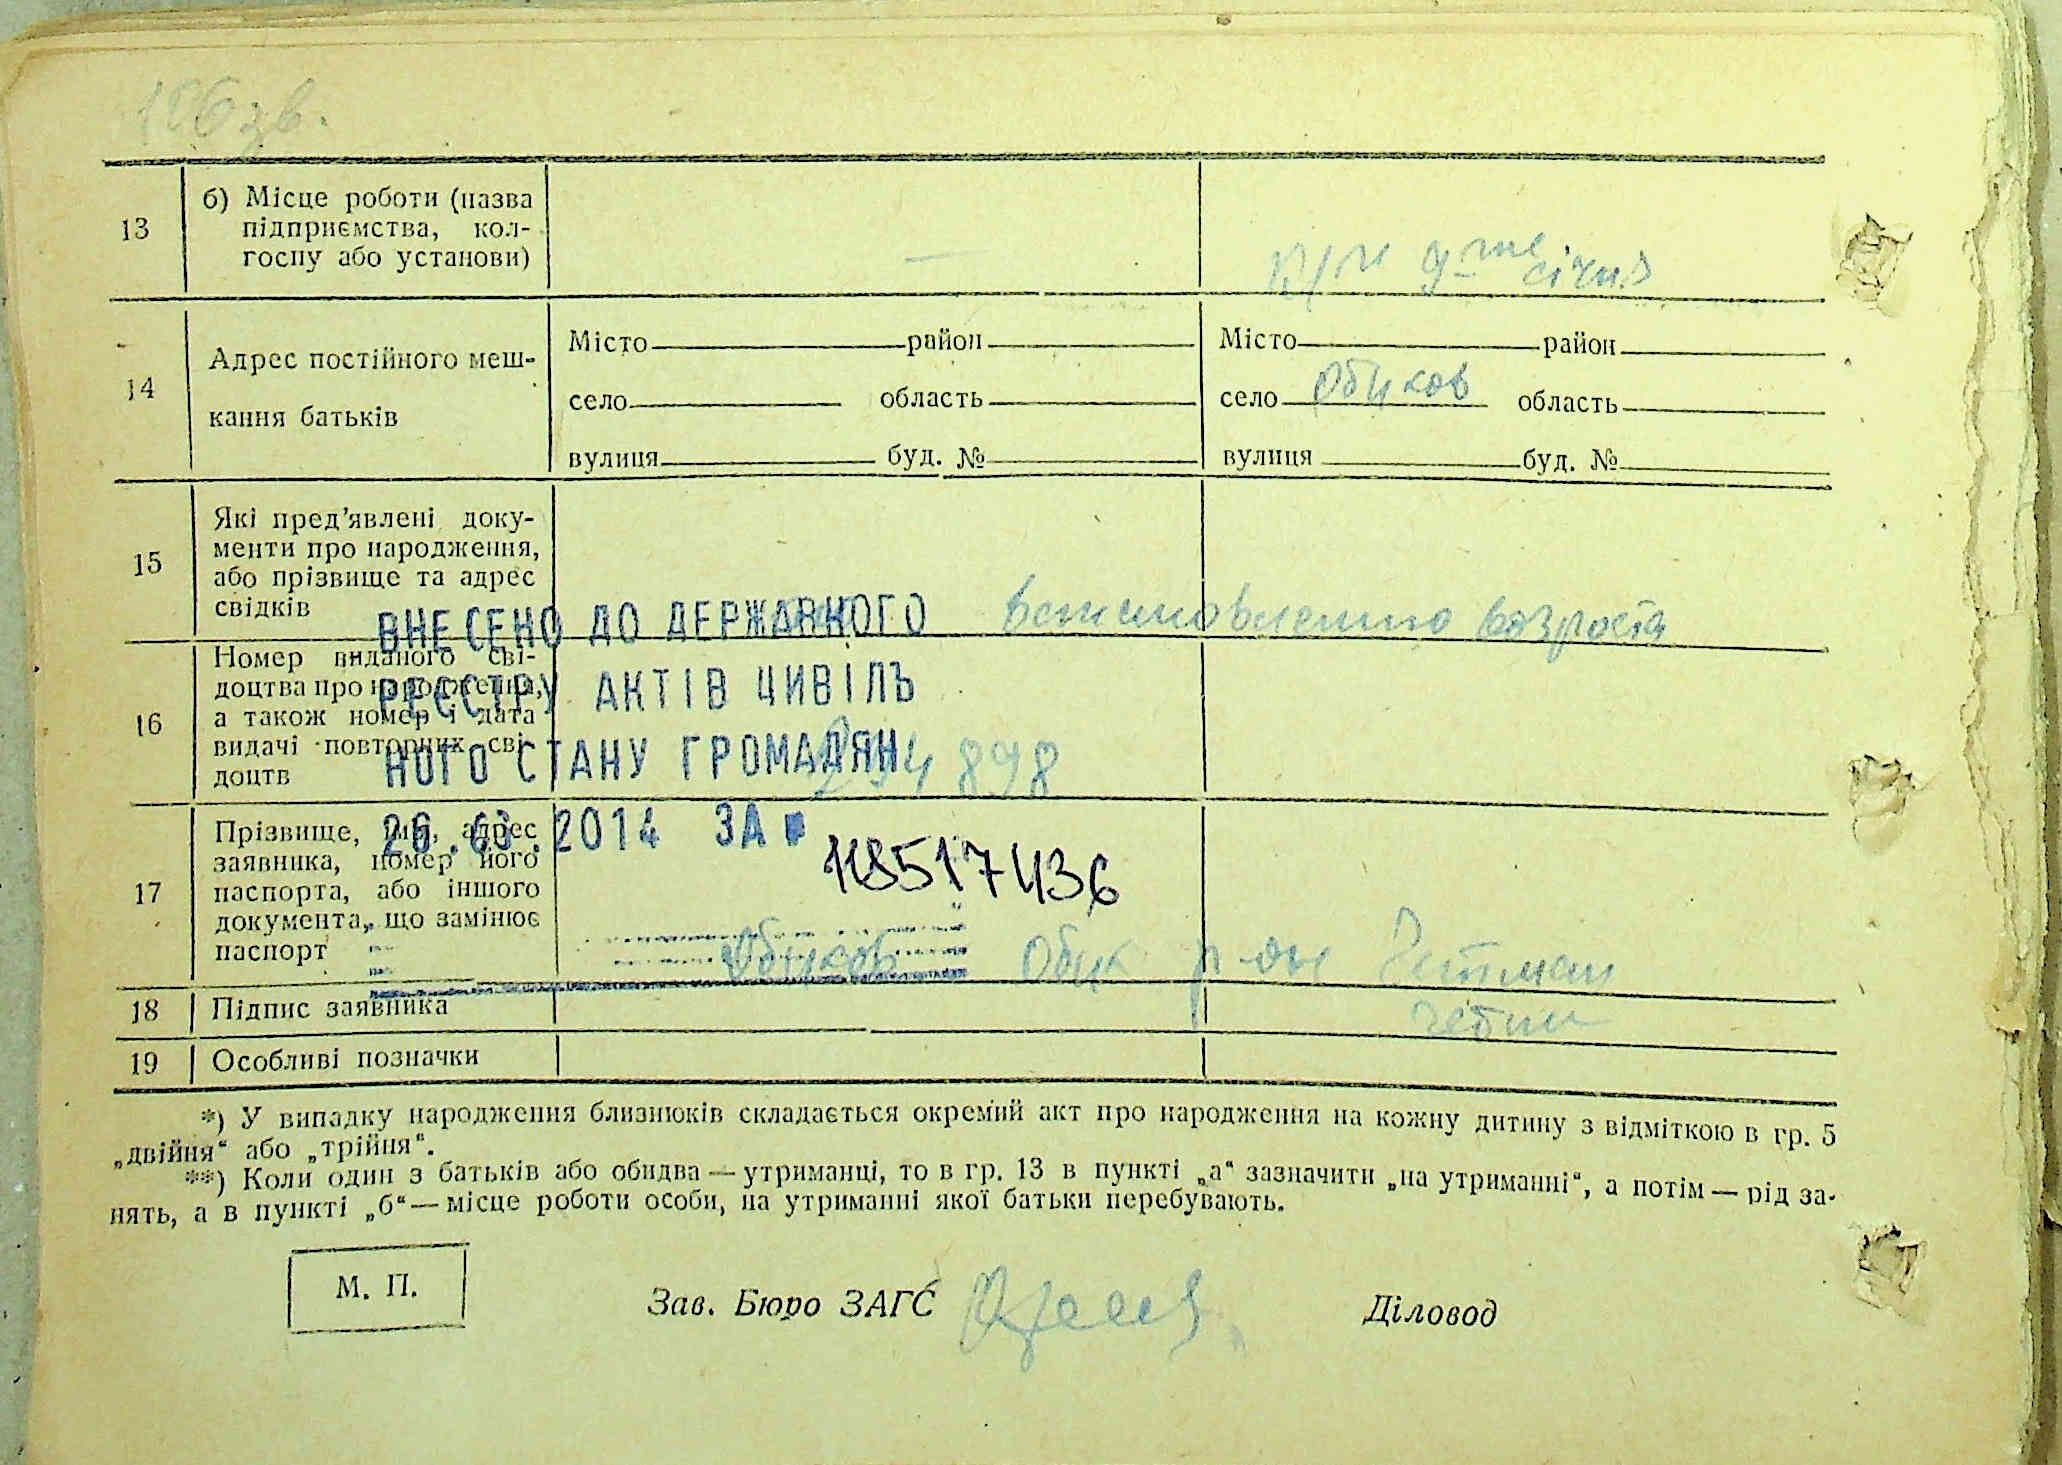 зв.
13
б) Місце роботи (назва
підприємства, кол-
госпу або установи)
—
к/г 9-те січня
14
Адрес постійного меш-
кання батьків
Місто район
село область
вулиця буд. №
Місто район
село Обиков область
вулиця буд. №
15
Які пред'явлені доку-
менти про народження,
або прізвище та адрес
свідків
возроста
16
Номер виданого сві-
доцтва про народження,
а також номер і дата
видачі повторних сві-
доцтв
898
ВНЕСЕНО ДО ДЕРЖАВНОГО
РЕЄСТРУ АКТІВ ЦИВІЛЬ
НОГО СТАНУ ГРОМАДЯН
2014 ЗА
118517436
17
Прізвище, ім'я, адрес
заявника, номер його
паспорта, або іншого
документа, що замінює
паспорт
Обиков
18
Підпис заявника
19
Особливі позначки
*) У випадку народження близнюків складається окремий акт про народження на кожну дитину з відміткою в гр. 5
„двійня“ або „трійня“.
**) Коли один з батьків або обидва — утриманці, то в гр. 13 в пункті „а“ зазначити „на утриманні“, а потім — рід за-
нять, а в пункті „б“ — місце роботи особи, на утриманні якої батьки перебувають.
М. П.
Зав. Бюро ЗАГС
Діловод